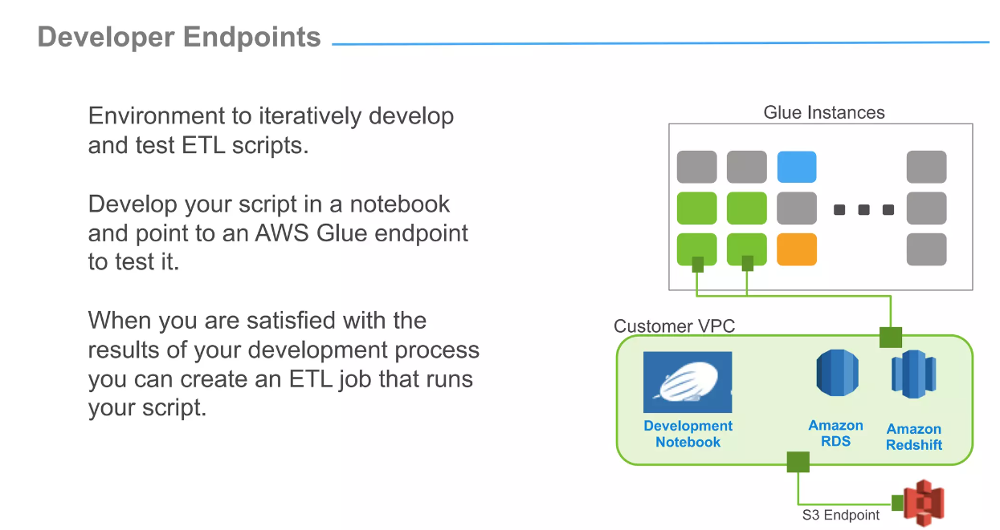 Developer Endpoints
Environment to iteratively develop
and test ETL scripts.
Develop your script in a notebook
and point to an AWS Glue endpoint
to test it.
When you are satisfied with the
results of your development process
you can create an ETL job that runs
your script.
Glue Instances
Customer VPC
Development
Notebook
Amazon
RDS
Amazon
Redshift
S3 Endpoint